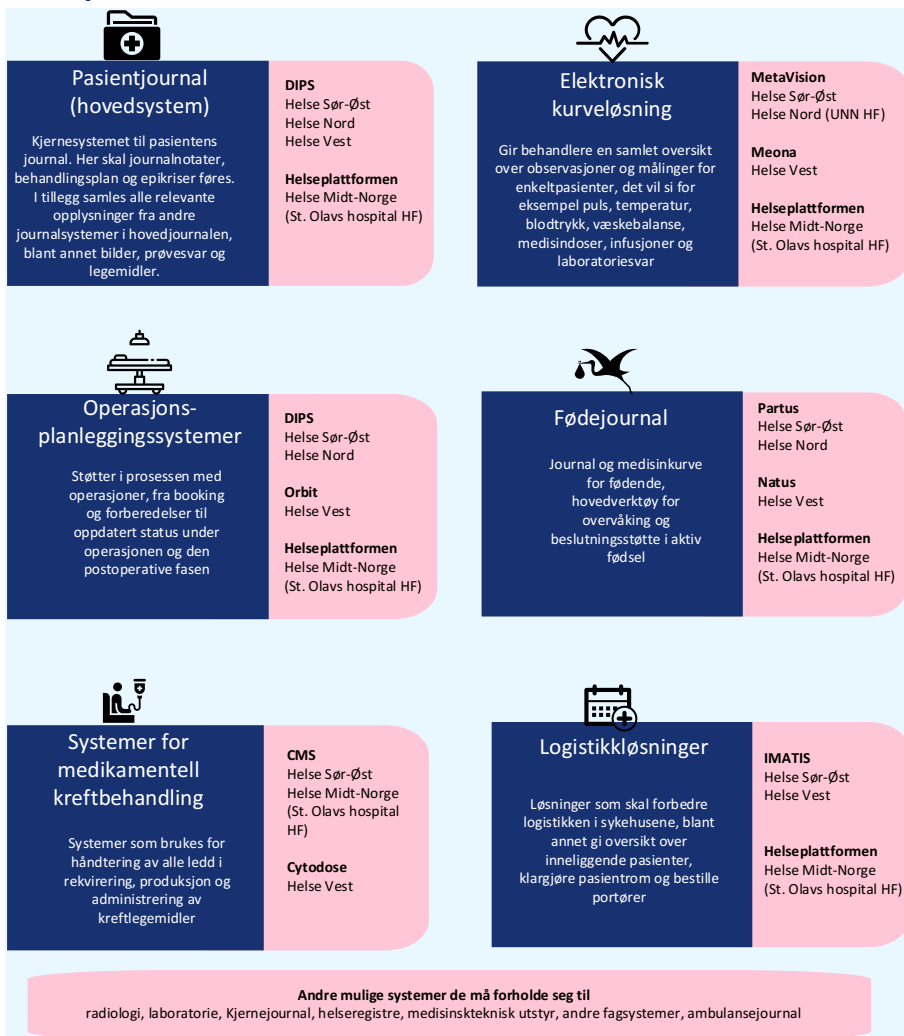 Pasientjournal
(hovedsystem)
Kjernesystemet til pasientens
journal. Her skal journalnotater,
behandlingsplan og epikriser føres.
I tillegg samles alle relevante
opplysninger fra andre
journalsystemer i hovedjournalen,
blant annet bilder, prøvesvar og
legemidler.
DIPS
Helse Sør-Øst
Helse Nord
Helse Vest
Helseplattformen
Helse Midt-Norge
(St. Olavs hospital HF)
Elektronisk
kurveløsning
Gir behandlere en samlet oversikt
over observasjoner og målinger for
enkeltpasienter, det vil si for
eksempel puls, temperatur,
blodtrykk, væskebalanse,
medisindoser, infusjoner og
laboratoriesvar
MetaVision
Helse Sør-Øst
Helse Nord (UNN HF)
Meona
Helse Vest
Helseplattformen
Helse Midt-Norge
(St. Olavs hospital HF)
Operasjons-
planleggingssystemer
Støtter i prosessen med
operasjoner, fra booking
og forberedelser til
oppdatert status under
operasjonen og den
postoperative fasen
DIPS
Helse Sør-Øst
Helse Nord
Orbit
Helse Vest
Helseplattformen
Helse Midt-Norge
(St. Olavs hospital HF)
Fødejournal
Journal og medisinkurve
for fødende,
hovedverktøy for
overvåking og
beslutningsstøtte i aktiv
fødsel
Partus
Helse Sør-Øst
Helse Nord
Natus
Helse Vest
Helseplattformen
Helse Midt-Norge
(St. Olavs hospital HF)
Systemer for
medikamentell
kreftbehandling
Systemer som brukes for
håndtering av alle ledd i
rekvirering, produksjon og
administrering av
kreftlegemidler
CMS
Helse Sør-Øst
Helse Midt-Norge
(St. Olavs hospital
HF)
Cytodose
Helse Vest
Logistikkløsninger
Løsninger som skal forbedre
logistikken i sykehusene, blant
annet gi oversikt over
inneliggende pasienter,
klargjøre pasientrom og bestille
portører
IMATIS
Helse Sør-Øst
Helse Vest
Helseplattformen
Helse Midt-Norge
(St. Olavs hospital HF)
Andre mulige systemer de må forholde seg til
radiologi, laboratorie, Kjernejournal, helseregistre, medisinskteknisk utstyr, andre fagsystemer, ambulansejournal